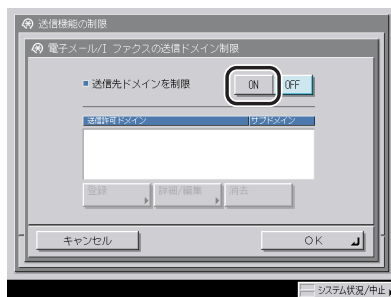 送信機能の制限
電子メール/I ファクスの送信ドメイン制限
送信先ドメインを制限 ON OFF
送信許可ドメイン サブドメイン
登録 詳細/編集 消去
キャンセル OK
システム状況/中止